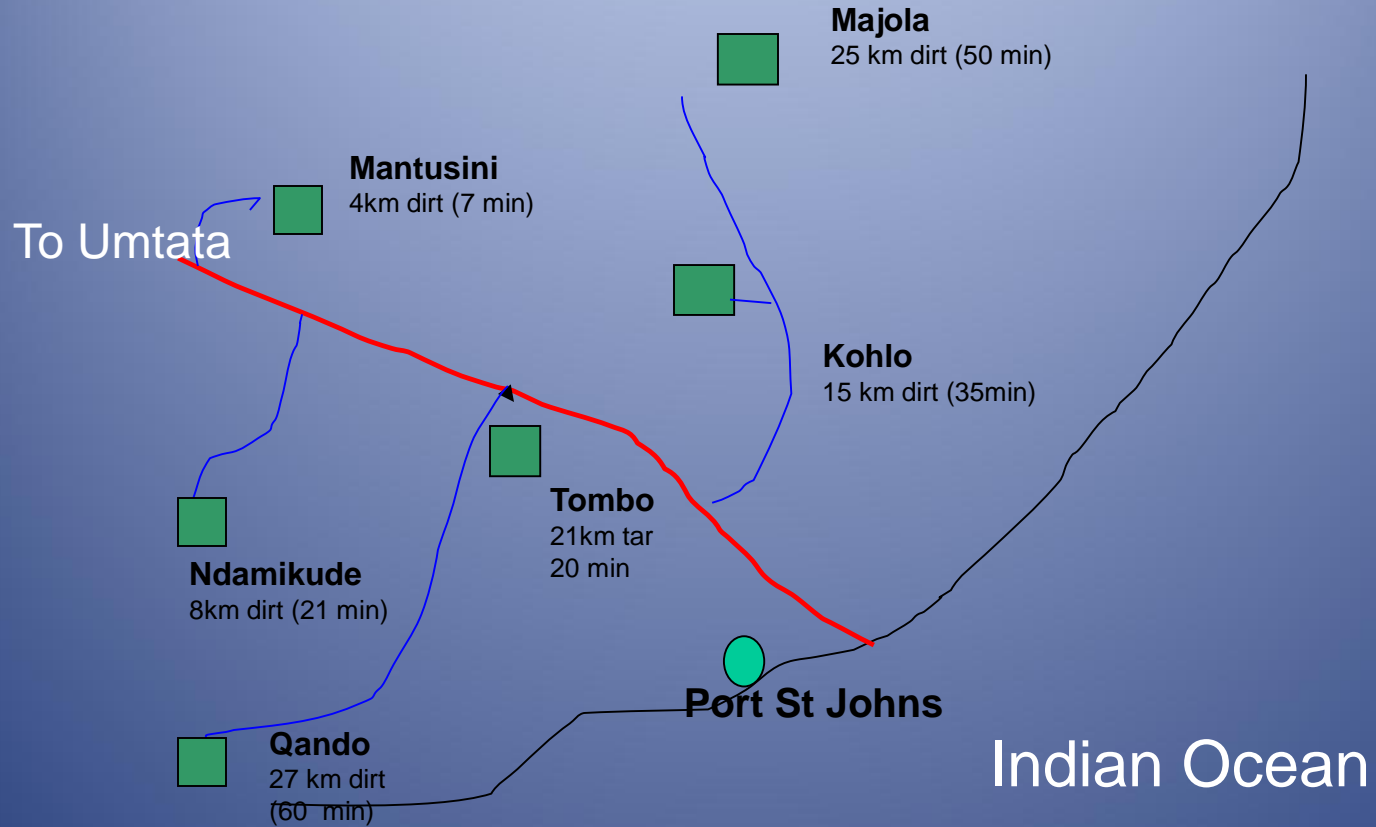 Majola
25 km dirt (50 min)
Mantusini
4km dirt (7 min)
To Umtata
Kohlo
15 km dirt (35min)
Tombo
21km tar
20 min
Ndamikude
8km dirt (21 min)
Port St Johns
Qando
27 km dirt
(60 min)
Indian Ocean